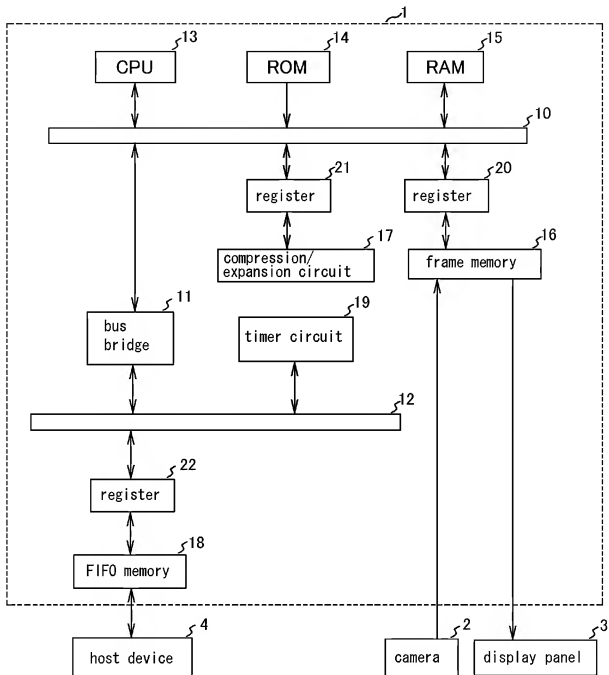 1
13
14
15
CPU
ROM
RAM
10
21
20
register
register
17
16
compression/
expansion circuit
frame memory
11
19
bus
bridge
timer circuit
12
22
register
18
FIFO memory
4
2
3
host device
camera
display panel